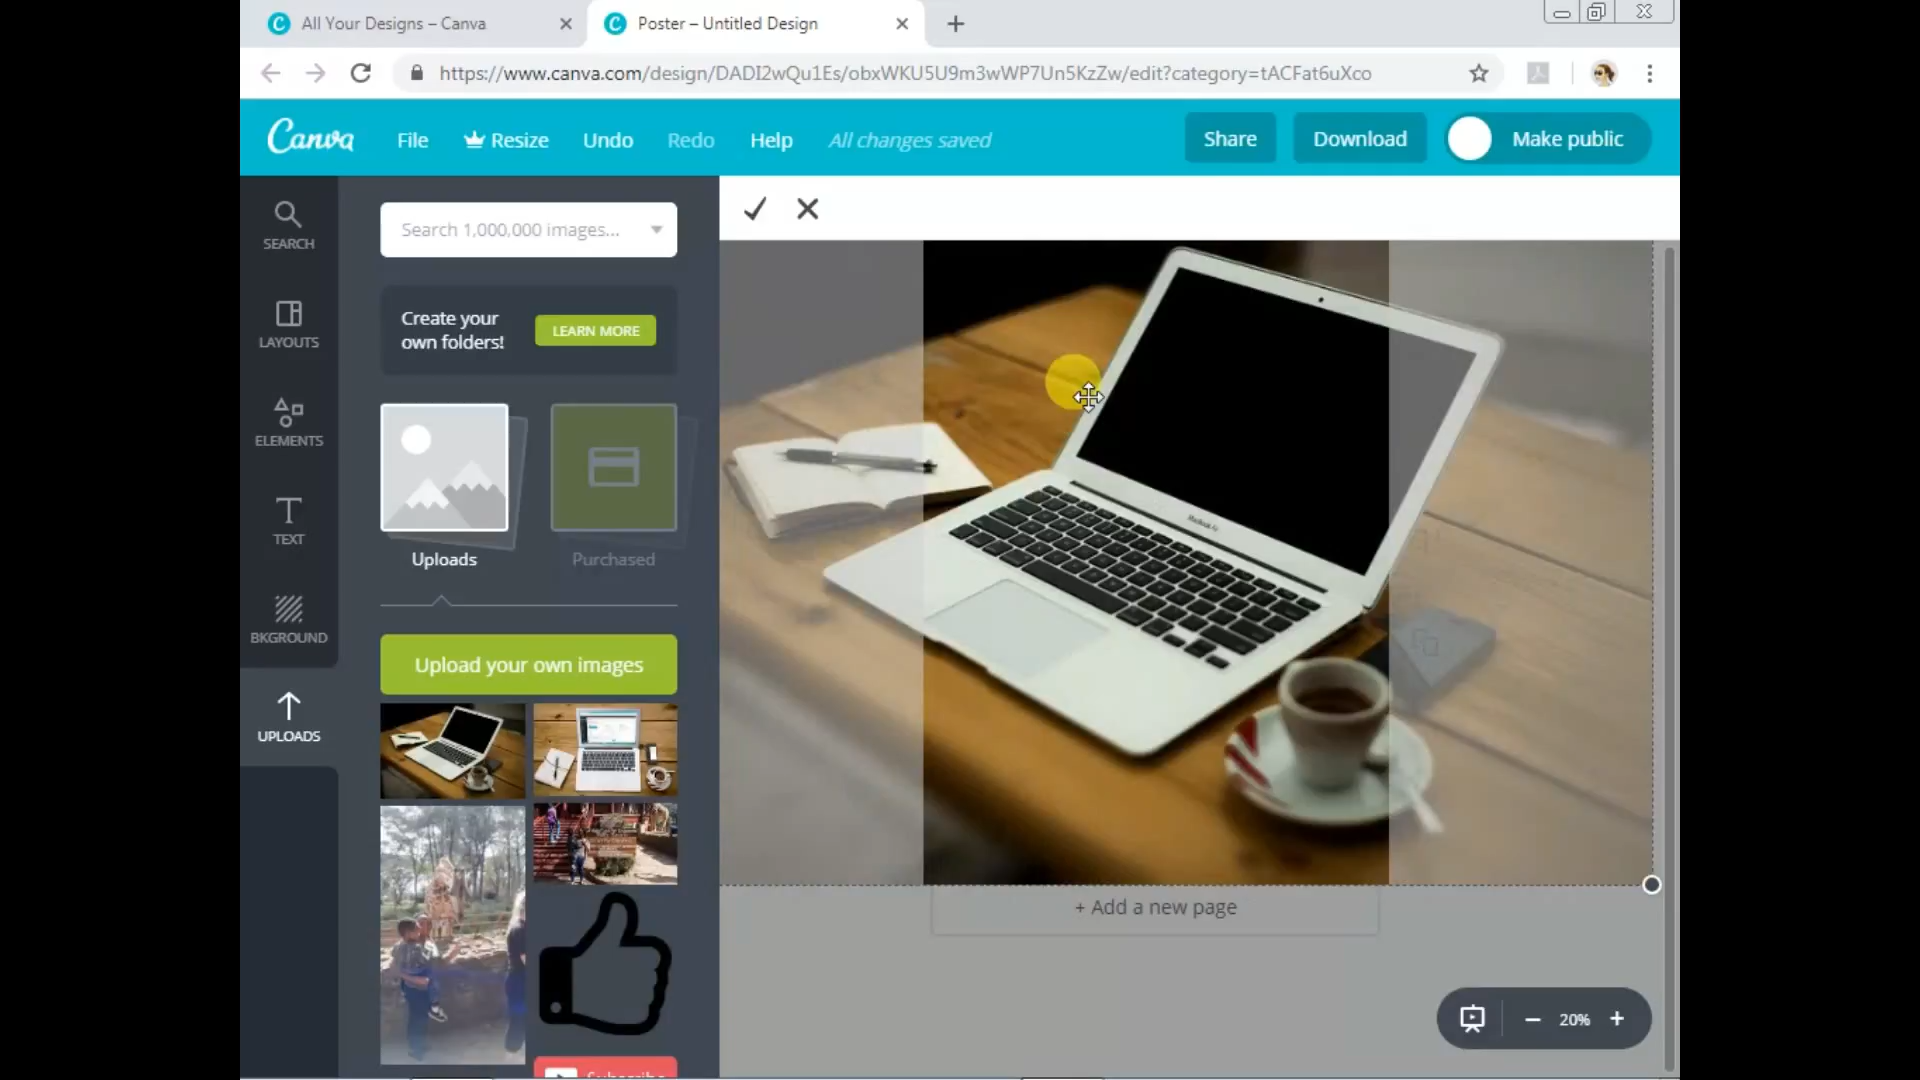 All Your Designs – Canva
Poster – Untitled Design
https://www.canva.com/design/DADI2wQu1Es/obxWKU5U9m3wWP7Un5KzZw/edit?category=tACFat6uXco
Canva
File
Resize
Undo
Redo
Help
All changes saved
Share
Download
Make public
SEARCH
LAYOUTS
ELEMENTS
TEXT
BKGROUND
UPLOADS
Search 1,000,000 images...
Create your
own folders!
LEARN MORE
Uploads
Purchased
Upload your own images
Subscribe
MacBook Air
+ Add a new page
20%